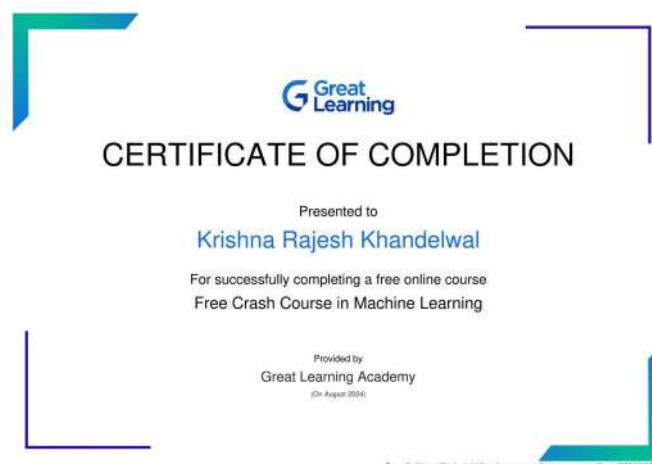 Great
Learning
CERTIFICATE OF COMPLETION
Presented to
Krishna Rajesh Khandelwal
For successfully completing a free online course
Free Crash Course in Machine Learning
Provided by
Great Learning Academy
(On August 2024)